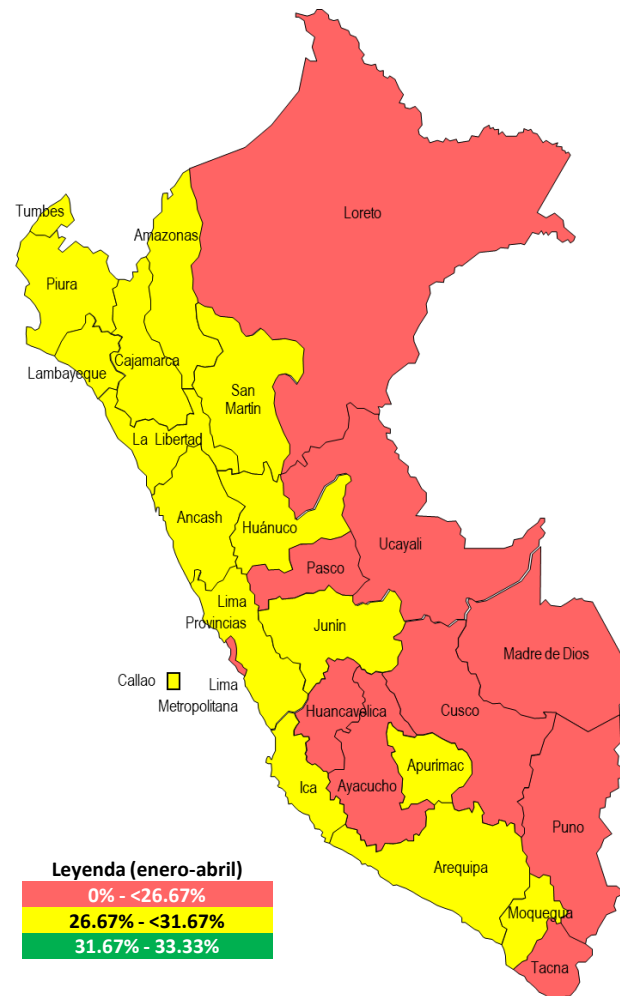 Loreto
Tumbes
Amazonas
Piura
Cajamarca
Lambayeque
San
Martín
La Libertad
Ancash
Huánuco
Ucayali
Pasco
Lima
Provincias
Junín
Madre de Dios
Callao
Lima
Metropolitana
Huancavelica
Cusco
Apurímac
Ica
Ayacucho
Puno
Arequipa
Moquegua
Tacna
Leyenda (enero-abril)
0% - <26.67%
26.67% - <31.67%
31.67% - 33.33%